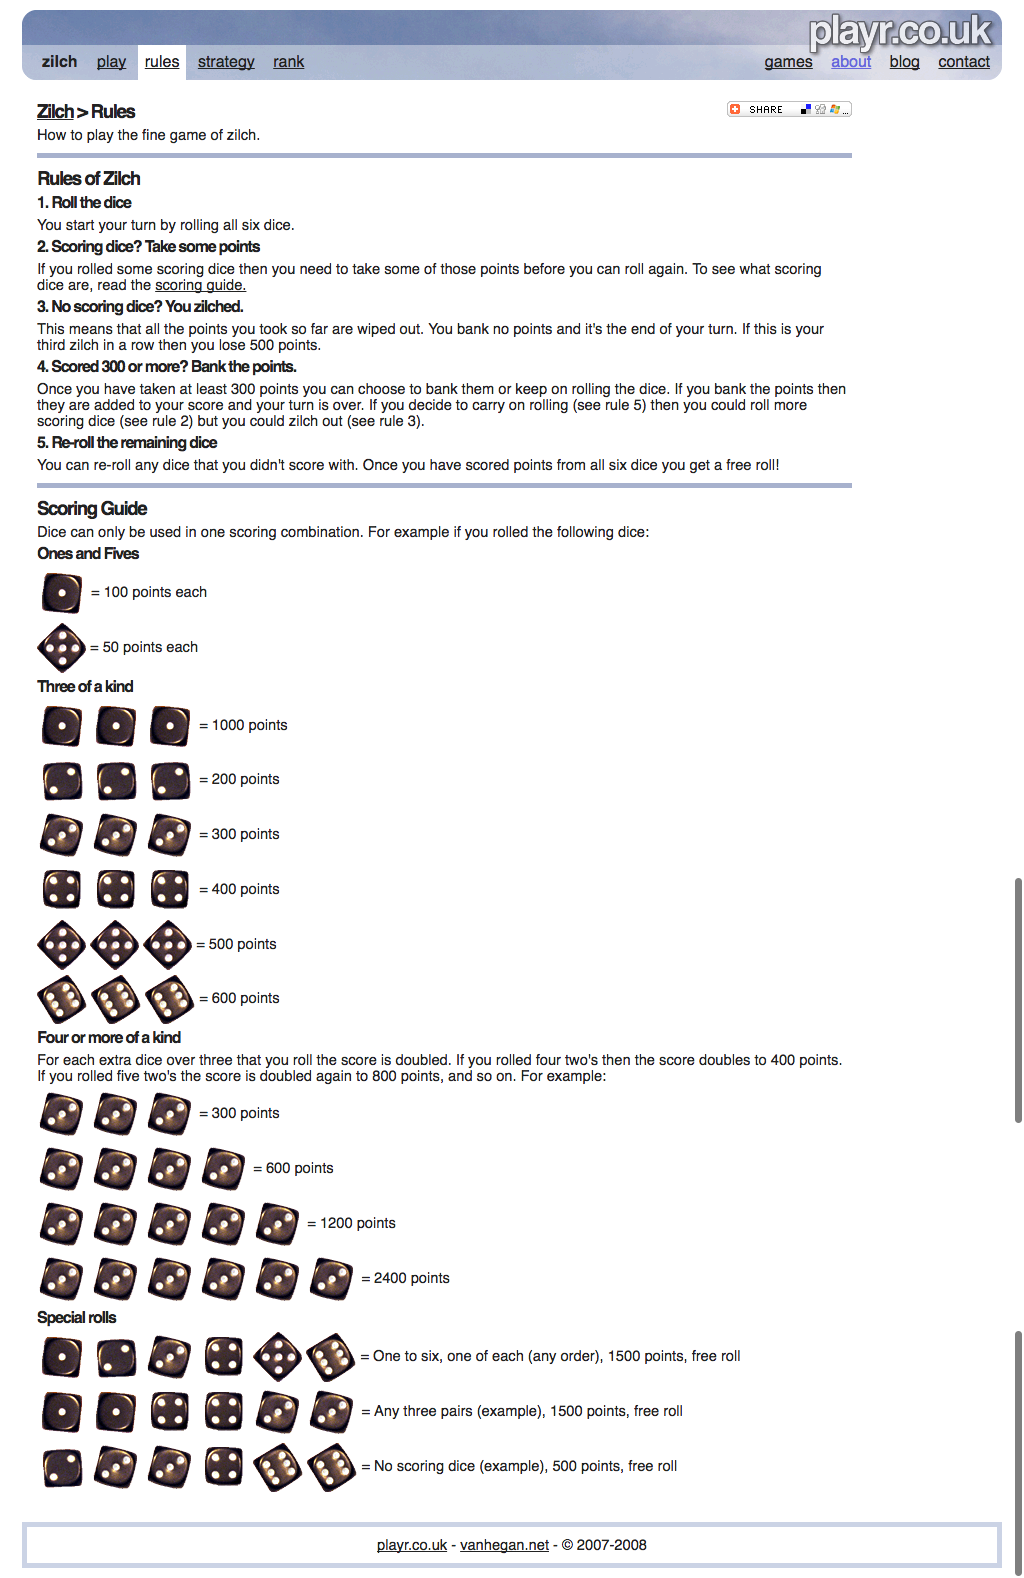 playr.co.uk
zilch play rules strategy rank games about blog contact
Zilch > Rules
SHARE ...
How to play the fine game of zilch.
Rules of Zilch
1. Roll the dice
You start your turn by rolling all six dice.
2. Scoring dice? Take some points
If you rolled some scoring dice then you need to take some of those points before you can roll again. To see what scoring
dice are, read the scoring guide.
3. No scoring dice? You zilched.
This means that all the points you took so far are wiped out. You bank no points and it's the end of your turn. If this is your
third zilch in a row then you lose 500 points.
4. Scored 300 or more? Bank the points.
Once you have taken at least 300 points you can choose to bank them or keep on rolling the dice. If you bank the points then
they are added to your score and your turn is over. If you decide to carry on rolling (see rule 5) then you could roll more
scoring dice (see rule 2) but you could zilch out (see rule 3).
5. Re-roll the remaining dice
You can re-roll any dice that you didn't score with. Once you have scored points from all six dice you get a free roll!
Scoring Guide
Dice can only be used in one scoring combination. For example if you rolled the following dice:
Ones and Fives
= 100 points each
= 50 points each
Three of a kind
= 1000 points
= 200 points
= 300 points
= 400 points
= 500 points
= 600 points
Four or more of a kind
For each extra dice over three that you roll the score is doubled. If you rolled four two's then the score doubles to 400 points.
If you rolled five two's the score is doubled again to 800 points, and so on. For example:
= 300 points
= 600 points
= 1200 points
= 2400 points
Special rolls
= One to six, one of each (any order), 1500 points, free roll
= Any three pairs (example), 1500 points, free roll
= No scoring dice (example), 500 points, free roll
playr.co.uk - vanhegan.net - © 2007-2008